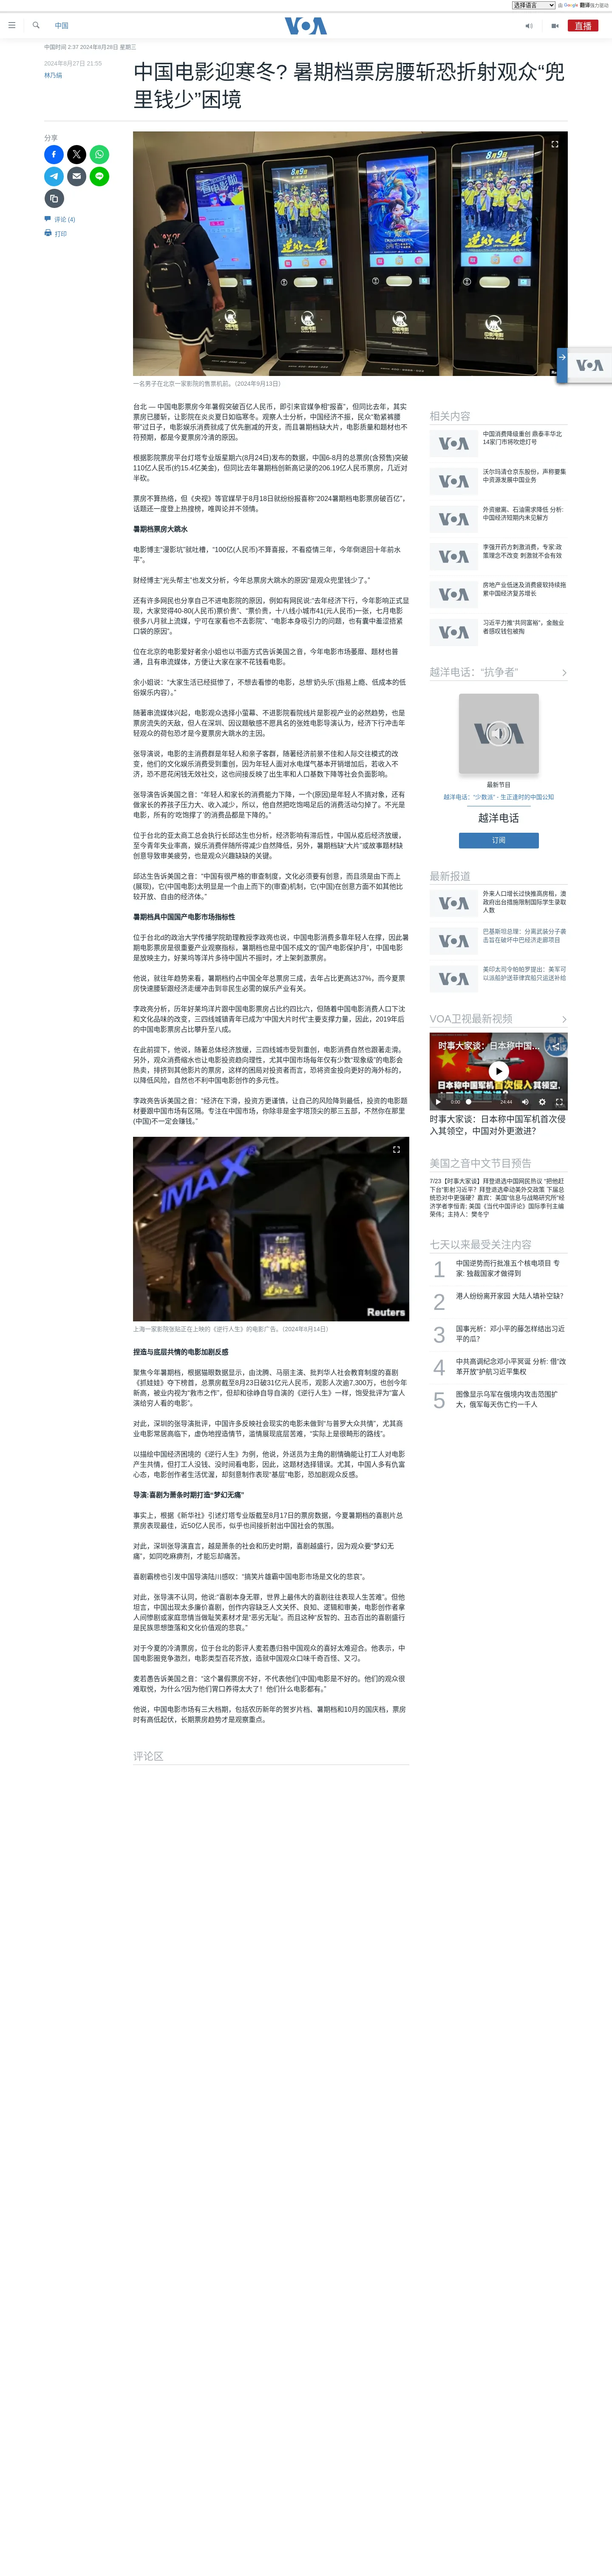 选择语言
由 Google 翻译强力驱动
中国
VOA
直播
中国时间 2:37 2024年8月28日 星期三
2024年8月27日 21:55
林乃绢
中国电影迎寒冬? 暑期档票房腰斩恐折射观众“兜
里钱少”困境
分享
评论 (4)
打印
一名男子在北京一家影院的售票机前。（2024年9月13日）
台北 — 中国电影票房今年暑假突破百亿人民币，即引来官媒争相“报喜”，但同比去年，其实
票房已腰斩，让影院在炎炎夏日如临寒冬。观察人士分析，中国经济不振，民众“勒紧裤腰
带”过日子，电影娱乐消费就成了优先删减的开支，而且暑期档缺大片，电影质量和题材也不
符预期，都是今夏票房冷清的原因。
根据影院票房平台灯塔专业版星期六(8月24日)发布的数据，中国6-8月的总票房(含预售)突破
110亿人民币(约15.4亿美金)，但同比去年暑期档创新高记录的206.19亿人民币票房，几近对
半砍。
票房不算热络，但《央视》等官媒早于8月18日就纷纷报喜称“2024暑期档电影票房破百亿”，
话题还一度登上热搜榜，唯舆论并不领情。
暑期档票房大跳水
电影博主“漫影坑”就吐槽，“100亿(人民币)不算喜报，不看疫情三年，今年倒退回十年前水
平”。
财经博主“光头帮主”也发文分析，今年总票房大跳水的原因“是观众兜里钱少了。”
还有许多网民也分享自己不进电影院的原因，例如有网民说:“去年经济下行，我今年影响正式呈
现，大家觉得40-80(人民币)票价贵”、“票价贵，十八线小城市41(元人民币)一张，七月电影
很多八月就上流媒，宁可在家看也不去影院”、“电影本身吸引力的问题，也有囊中羞涩捂紧
口袋的原因”。
位在北京的电影爱好者余小姐也以书面方式告诉美国之音，今年电影市场萎靡、题材也普
通，且有串流媒体，方便让大家在家不花钱看电影。
余小姐说：“大家生活已经挺惨了，不想去看惨的电影，总想‘奶头乐’(指易上瘾、低成本的低
俗娱乐内容）。”
随著串流媒体兴起，电影观众选择小萤幕、不进影院看院线片是影视产业的必然趋势，也是
票房流失的天敌，但人在深圳、因议题敏感不愿具名的张姓电影导演认为，经济下行冲击年
轻观众的荷包恐才是今夏票房大跳水的主因。
张导演说，电影的主消费群是年轻人和亲子客群，随著经济前景不佳和人际交往模式的改
变，他们的文化娱乐消费受到重创，因为年轻人面对水电煤气基本开销增加后，若收入不
济，恐不愿花闲钱无效社交，这也间接反映了出生率和人口基数下降等社会负面影响。
张导演告诉美国之音：“年轻人和家长的消费能力下降，一个(原因)是年轻人不搞对象，还有
做家长的养孩子压力大、收入减少，所以，他自然把吃饱喝足后的消费活动匀掉了。不光是
电影，所有的‘吃饱撑了’的消费品都是下降了。”
位于台北的亚太商工总会执行长邱达生也分析，经济影响有滞后性，中国从疫后经济放缓，
至今青年失业率高，娱乐消费伴随所得减少自然降低，另外，暑期档缺“大片”或故事题材缺
创意导致审美疲劳，也是观众兴趣缺缺的关键。
邱达生告诉美国之音：“中国有很严格的审查制度，文化必须要有创意，而且须是由下而上
(展现)，它(中国电影)太明显是一个由上而下的(审查)机制，它(中国)在创意方面不如其他比
较开放、自由的经济体。”
暑期档具中国国产电影市场指标性
位于台北的政治大学传播学院助理教授李政亮也说，中国电影消费多靠年轻人在撑，因此暑
期电影票房是很重要产业观察指标，暑期档也是中国不成文的“国产电影保护月”，中国电影
是放映主力，好莱坞等洋片多待中国片不振时，才上架刺激票房。
他说，就往年趋势来看，暑期档约占中国全年总票房三成，去年占比更高达37%，而今夏票
房快速腰斩跟经济走缓冲击到非民生必需的娱乐产业有关。
李政亮分析，历年好莱坞洋片跟中国电影票房占比约四比六，但随着中国电影消费人口下沈
和文化品味的改变，三四线城镇青年已成为“中国大片时代”主要支撑力量，因此，2019年后
的中国电影票房占比攀升至八成。
在此前提下，他说，随著总体经济放缓，三四线城市受到重创，电影消费自然也跟著走滑。
另外，观众消费缩水也让电影投资趋向理性，尤其中国市场每年仅有少数“现象级”的电影会
热卖，排挤到其他影片的票房，这样的困局对投资者而言，恐将资金投向更好的海外标的，
以降低风险，自然也不利中国电影创作的多元性。
李政亮告诉美国之音：“经济在下滑，投资方更谨慎，让自己的风险降到最低，投资的电影题
材要跟中国市场有区隔。专注在中国市场，你除非是金字塔顶尖的那三五部，不然你在那里
(中国)不一定会赚钱。”
IMAX
Reuters
上海一家影院张贴正在上映的《逆行人生》的电影广告。（2024年8月14日）
捏造与底层共情的电影加剧反感
聚焦今年暑期档，根据猫眼数据显示，由沈腾、马丽主演、批判华人社会教育制度的喜剧
《抓娃娃》夺下榜首，总票房截至8月23日破31亿元人民币，观影人次逾7,300万，也创今年
新高，被业内视为“救市之作”，但却和徐峥自导自演的《逆行人生》一样，饱受批评为“富人
演给穷人看的电影”。
对此，深圳的张导演批评，中国许多反映社会现实的电影未做到“与普罗大众共情”，尤其商
业电影常居高临下，虚伪地捏造情节，滥情展现底层苦难，“实际上是很畸形的路线”。
以描绘中国经济困境的《逆行人生》为例，他说，外送员为主角的剧情确能让打工人对电影
产生共情，但打工人没钱、没时间看电影，因此，这题材选择错误。尤其，中国人多有仇富
心态，电影创作者生活优渥，却刻意制作表现“基层”电影，恐加剧观众反感。
导演:喜剧为萧条时期打造“梦幻无痛”
事实上，根据《新华社》引述灯塔专业版截至8月17日的票房数据，今夏暑期档的喜剧片总
票房表现最佳，近50亿人民币，似乎也间接折射出中国社会的氛围。
对此，深圳张导演直言，越是萧条的社会和历史时期，喜剧越盛行，因为观众要“梦幻无
痛”，如同吃麻痹剂，才能忘却痛苦。
喜剧霸榜也引发中国导演陆川感叹：“搞笑片雄霸中国电影市场是文化的悲哀”。
对此，张导演不认同，他说:“喜剧本身无罪，世界上最伟大的喜剧往往表现人生苦难”。但他
坦言，中国出现太多廉价喜剧，创作内容缺乏人文关怀、良知、逻辑和审美，电影创作者拿
人间惨剧或家庭悲情当做耻笑素材才是“恶劣无耻”。而且这种“反智的、丑态百出的喜剧盛行
是民族思想堕落和文化价值观的悲哀。”
对于今夏的冷清票房，位于台北的影评人麦若愚归咎中国观众的喜好太难迎合。他表示，中
国电影圈竞争激烈，电影类型百花齐放，造就中国观众口味千奇百怪、又刁。
麦若愚告诉美国之音：“这个暑假票房不好，不代表他们(中国)电影是不好的。他们的观众很
难取悦，为什么?因为他们胃口养得太大了！他们什么电影都有。”
他说，中国电影市场有三大档期，包括农历新年的贺岁片档、暑期档和10月的国庆档，票房
时有高低起伏，长期票房趋势才是观察重点。
评论区
相关内容
中国消费降级重创 鼎泰丰华北
14家门市将吹熄灯号
沃尔玛清仓京东股份，声称要集
中资源发展中国业务
外资撤离、石油需求降低 分析:
中国经济短期内未见解方
李强开药方刺激消费，专家:政
策理念不改变 刺激就不会有效
房地产业低迷及消费疲软持续拖
累中国经济复苏增长
习近平力推“共同富裕”，金融业
者感叹钱包被掏
越洋电话：“抗争者”
最新节目
越洋电话：“少数派” - 生正逢时的中国公知
越洋电话
订阅
最新报道
外来人口增长过快推高房租，澳
政府出台措施限制国际学生录取
人数
巴基斯坦总理：分离武装分子袭
击旨在破坏中巴经济走廊项目
美印太司令帕帕罗提出：美军可
以派船护送菲律宾船只运送补给
VOA卫视最新视频
时事大家谈：日本称中国...
日本称中国军机首次侵入其领空，
0:00
24:44
时事大家谈：日本称中国军机首次侵
入其领空，中国对外更激进?
美国之音中文节目预告
7/23【时事大家谈】拜登退选中国网民热议 “把他赶
下台”影射习近平？拜登退选牵动美外交政策 下届总
统恐对中更强硬？嘉宾：美国“信息与战略研究所”经
济学者李恒青; 美国《当代中国评论》国际季刊主编
荣伟；主持人：樊冬宁
七天以来最受关注内容
1 中国逆势而行批准五个核电项目 专
家: 独裁国家才做得到
2 港人纷纷离开家园 大陆人填补空缺?
3 国事光析：邓小平的藤怎样结出习近
平的瓜？
4 中共高调纪念邓小平冥诞 分析: 借“改
革开放”护航习近平集权
5 图像显示乌军在俄境内攻击范围扩
大，俄军每天伤亡约一千人